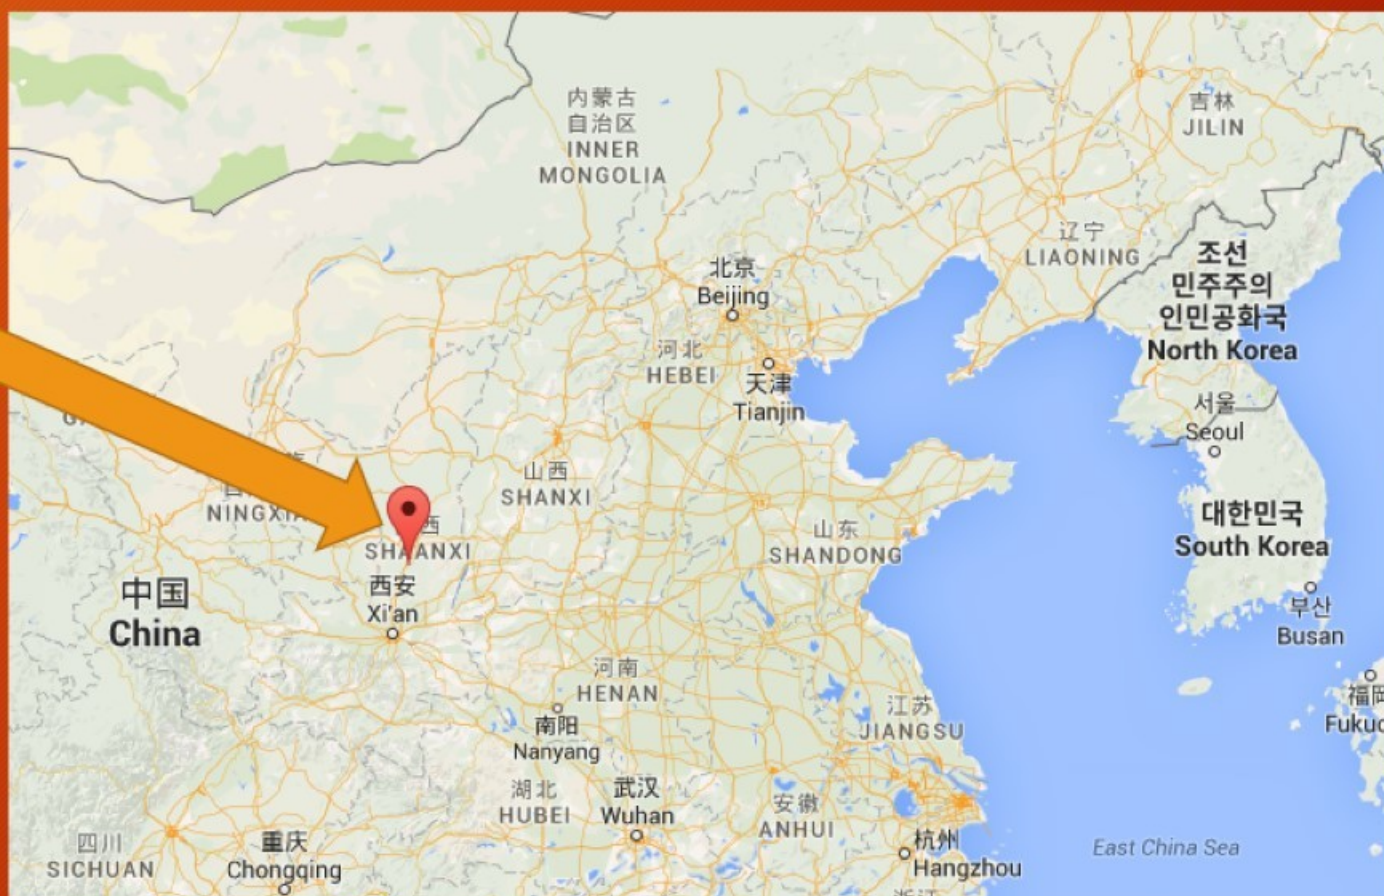 内蒙古
自治区
INNER
MONGOLIA
吉林
JILIN
辽宁
LIAONING
조선
민주주의
인민공화국
North Korea
北京
Beijing
河北
HEBEI
天津
Tianjin
서울
Seoul
山西
SHANXI
西
SHAANXI
山东
SHANDONG
대한민국
South Korea
中国
China
西安
Xi'an
부산
Busan
河南
HENAN
江苏
JIANGSU
南阳
Nanyang
湖北
HUBEI
武汉
Wuhan
安徽
ANHUI
四川
SICHUAN
重庆
Chongqing
杭州
Hangzhou
East China Sea